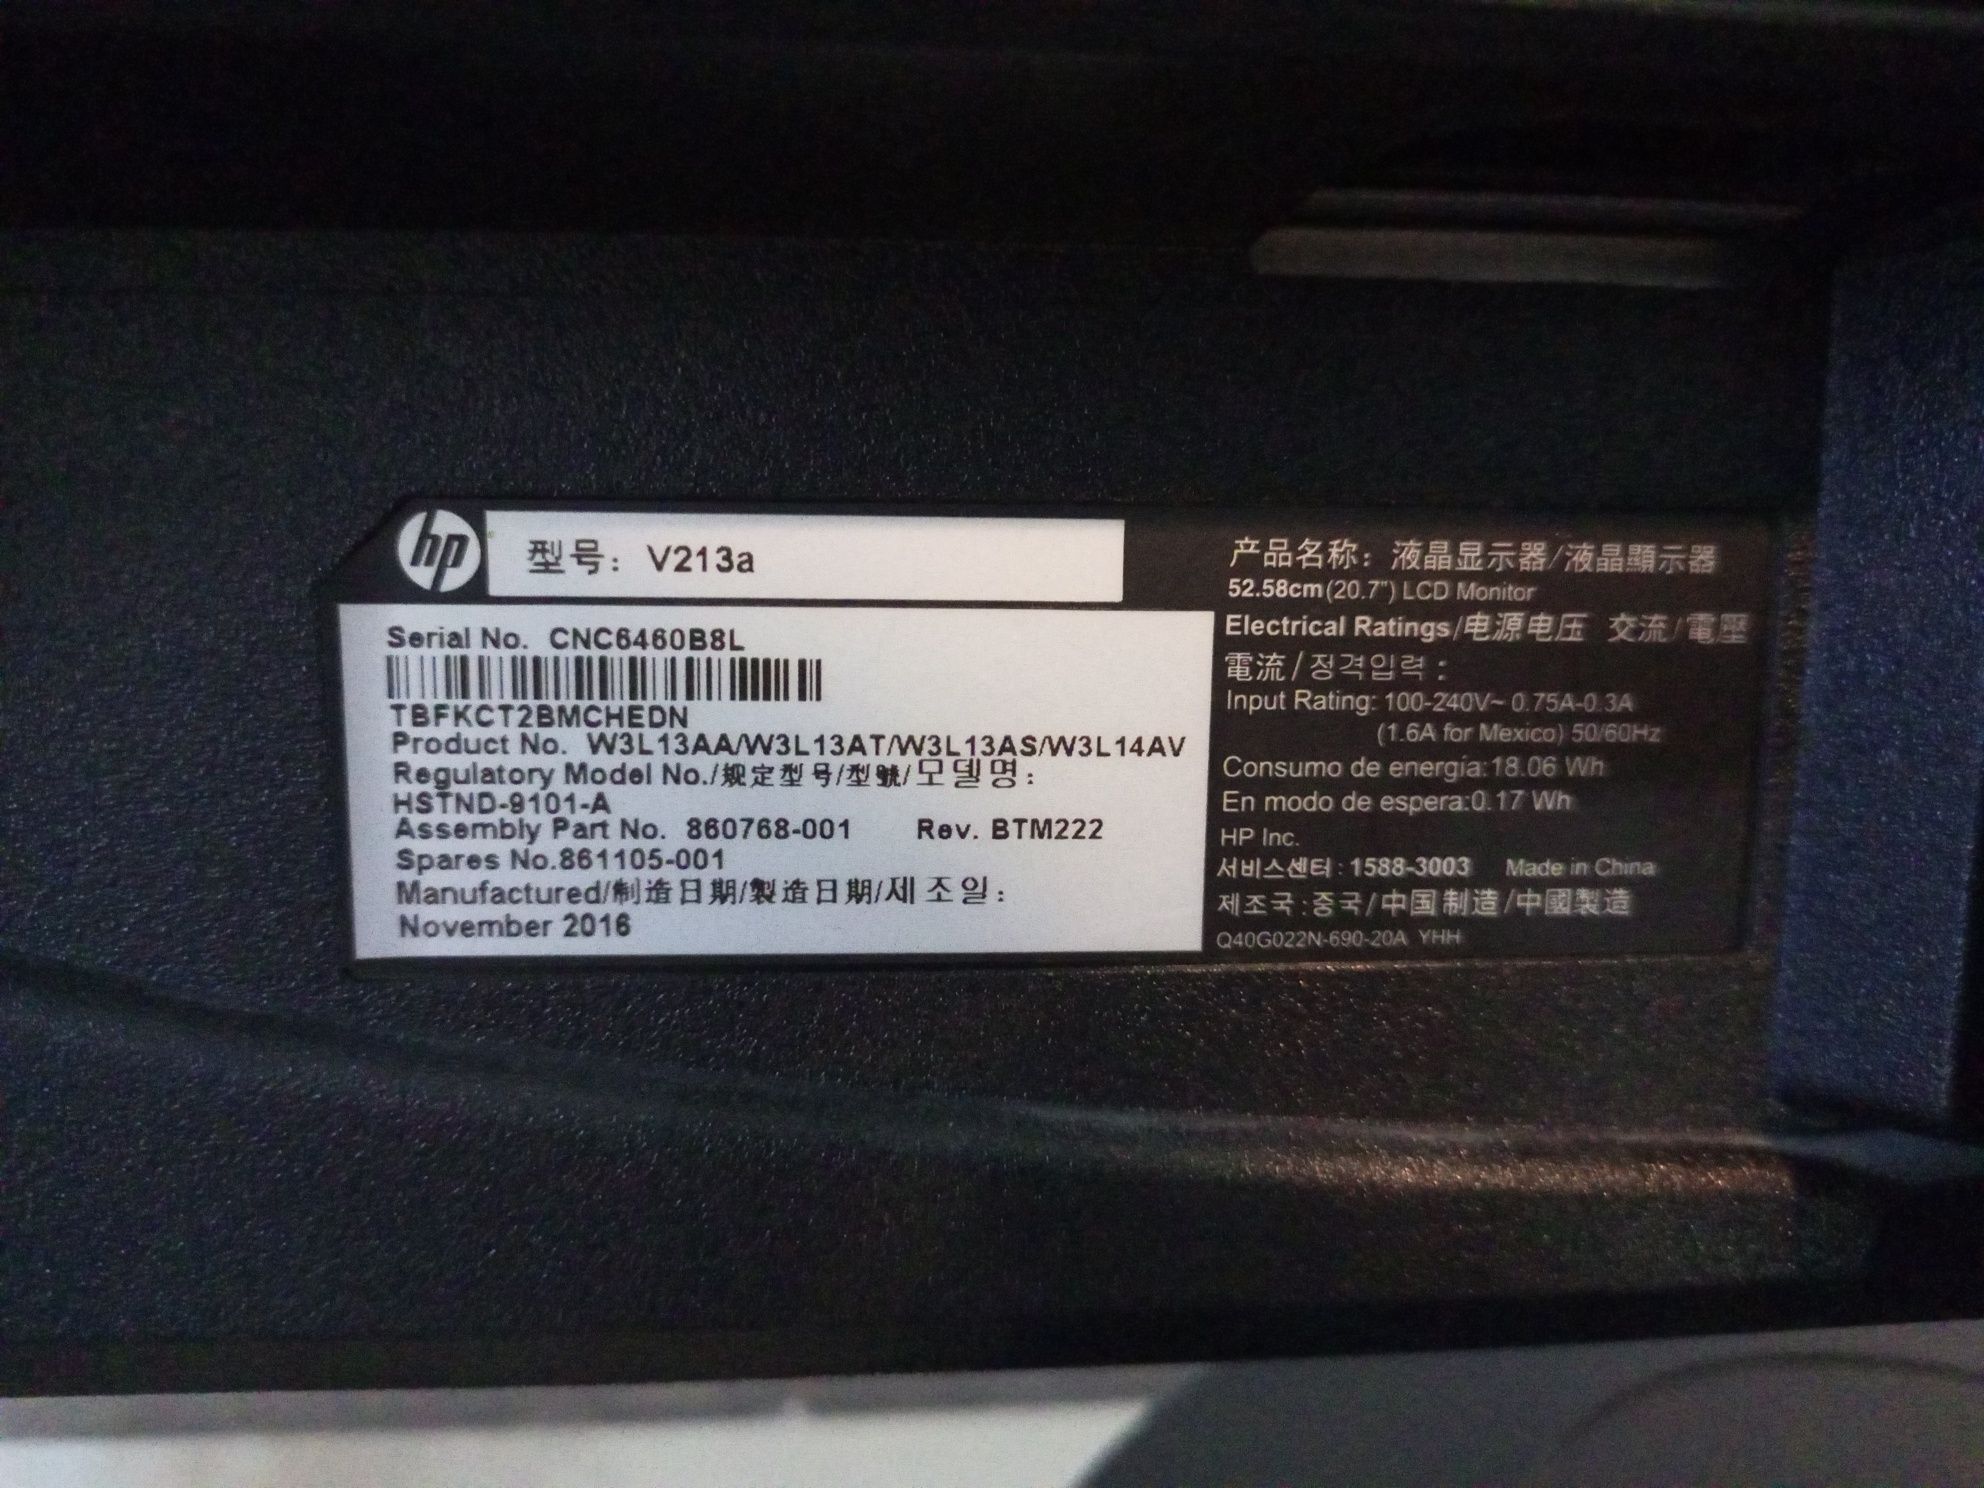 hp
型号: V213a
Serial No. CNC6460B8L
TBFKCT2BMCHEDN
Product No. W3L13AA/W3L13AT/W3L13AS/W3L14AV
Regulatory Model No./规定型号/型號/모델명:
HSTND-9101-A
Assembly Part No. 860768-001 Rev. BTM222
Spares No.861105-001
Manufactured/制造日期/製造日期/제조일:
November 2016
产品名称: 液晶显示器/液晶顯示器
52.58cm(20.7") LCD Monitor
Electrical Ratings/电源电压 交流/電壓
電流/정격입력:
Input Rating: 100-240V~ 0.75A-0.3A
(1.6A for Mexico) 50/60Hz
Consumo de energía:18.06 Wh
En modo de espera:0.17 Wh
HP Inc.
서비스센터: 1588-3003 Made in China
제조국:중국/中国制造/中國製造
Q40G022N-690-20A YHH